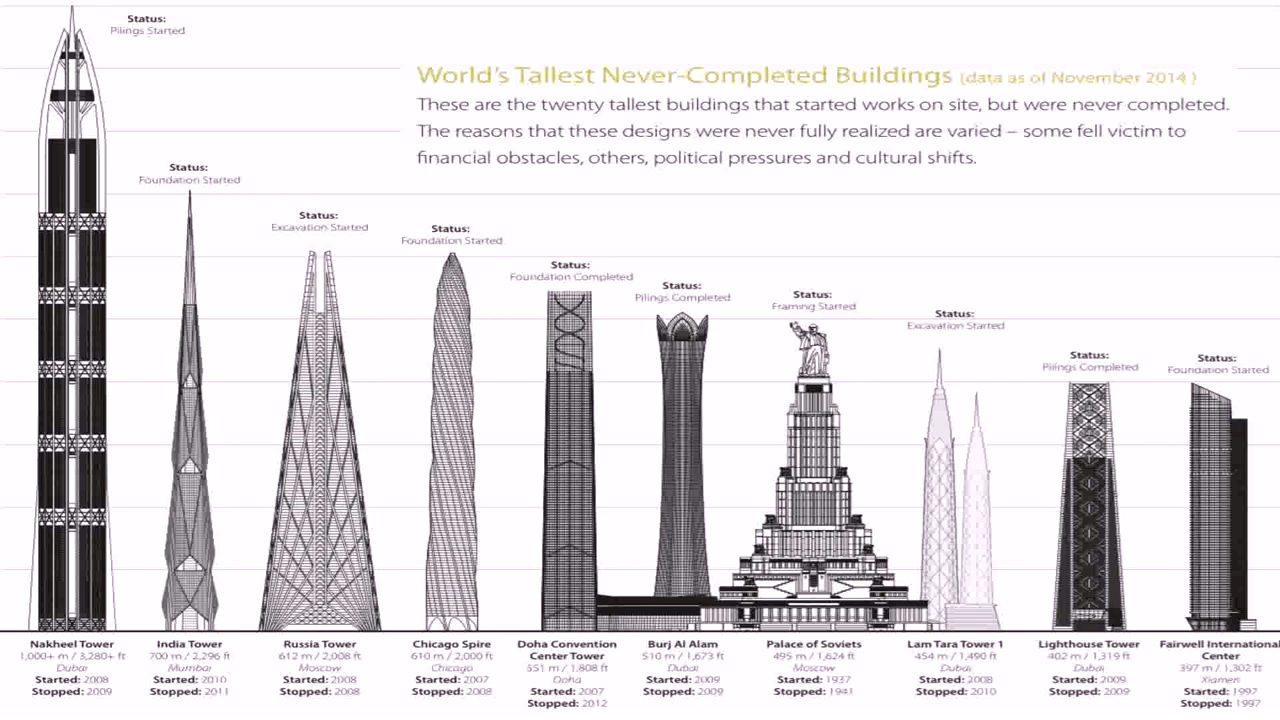 World's Tallest Never-Completed Buildings (data as of November 2014)
These are the twenty tallest buildings that started works on site, but were never completed.
The reasons that these designs were never fully realized are varied – some fell victim to
financial obstacles, others, political pressures and cultural shifts.
Status:
Pilings Started
Status:
Foundation Started
Status:
Excavation Started
Status:
Foundation Started
Status:
Foundation Completed
Status:
Pilings Completed
Status:
Framing Started
Status:
Excavation Started
Status:
Pilings Completed
Status:
Foundation Started
Nakheel Tower
1,000+ m / 3,280+ ft
Dubai
Started: 2008
Stopped: 2009
India Tower
700 m / 2,296 ft
Mumbai
Started: 2010
Stopped: 2011
Russia Tower
612 m / 2,008 ft
Moscow
Started: 2008
Stopped: 2008
Chicago Spire
610 m / 2,000 ft
Chicago
Started: 2007
Stopped: 2008
Doha Convention
Center Tower
551 m / 1,808 ft
Doha
Started: 2007
Stopped: 2012
Burj Al Alam
510 m / 1,673 ft
Dubai
Started: 2009
Stopped: 2009
Palace of Soviets
495 m / 1,624 ft
Moscow
Started: 1937
Stopped: 1941
Lam Tara Tower 1
454 m / 1,490 ft
Dubai
Started: 2008
Stopped: 2010
Lighthouse Tower
402 m / 1,319 ft
Dubai
Started: 2009
Stopped: 2009
Fairwell International
Center
397 m / 1,302 ft
Xiamen
Started: 1997
Stopped: 1997